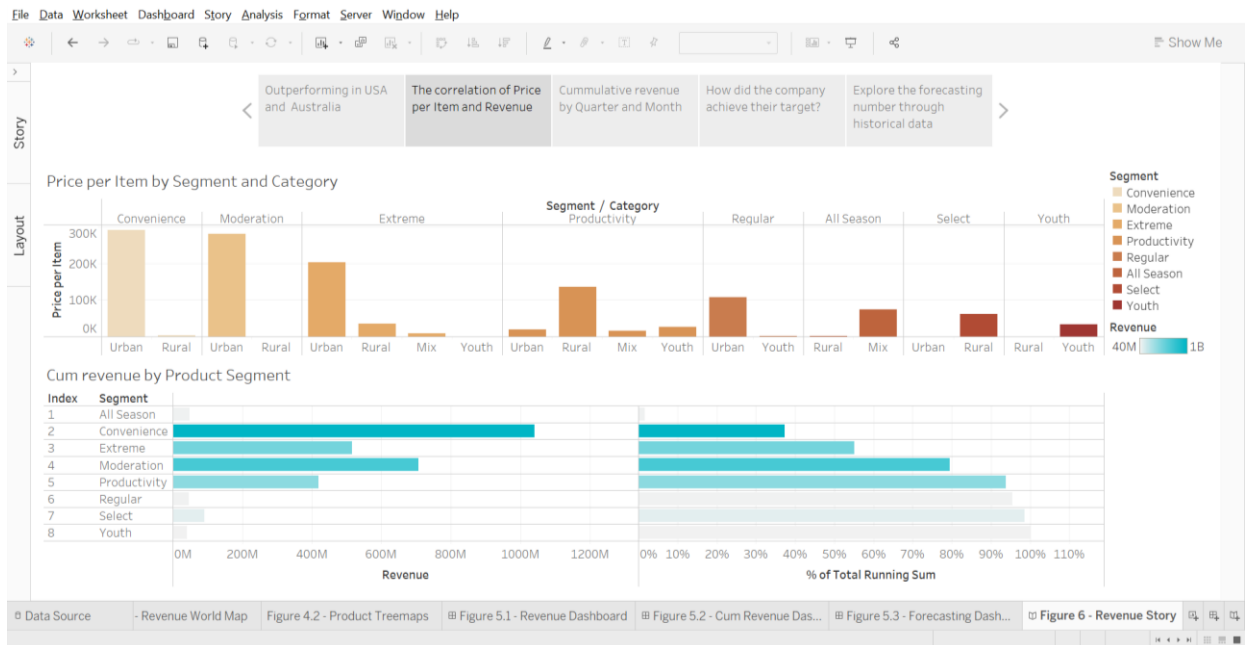 File Data Worksheet Dashboard Story Analysis Format Server Window Help
Show Me
Story
Layout
Outperforming in USA and Australia
The correlation of Price per Item and Revenue
Cummulative revenue by Quarter and Month
How did the company achieve their target?
Explore the forecasting number through historical data
Price per Item by Segment and Category
Segment / Category
Convenience Moderation Extreme Productivity Regular All Season Select Youth
Price per Item
300K
200K
100K
0K
Urban Rural Urban Rural Urban Rural Mix Youth Urban Rural Mix Youth Urban Youth Rural Mix Urban Rural Rural Youth
Segment
Convenience
Moderation
Extreme
Productivity
Regular
All Season
Select
Youth
Revenue
40M 1B
Cum revenue by Product Segment
Index Segment
1 All Season
2 Convenience
3 Extreme
4 Moderation
5 Productivity
6 Regular
7 Select
8 Youth
0M 200M 400M 600M 800M 1000M 1200M 0% 10% 20% 30% 40% 50% 60% 70% 80% 90% 100% 110%
Revenue % of Total Running Sum
Data Source - Revenue World Map Figure 4.2 - Product Treemaps Figure 5.1 - Revenue Dashboard Figure 5.2 - Cum Revenue Das... Figure 5.3 - Forecasting Dash... Figure 6 - Revenue Story